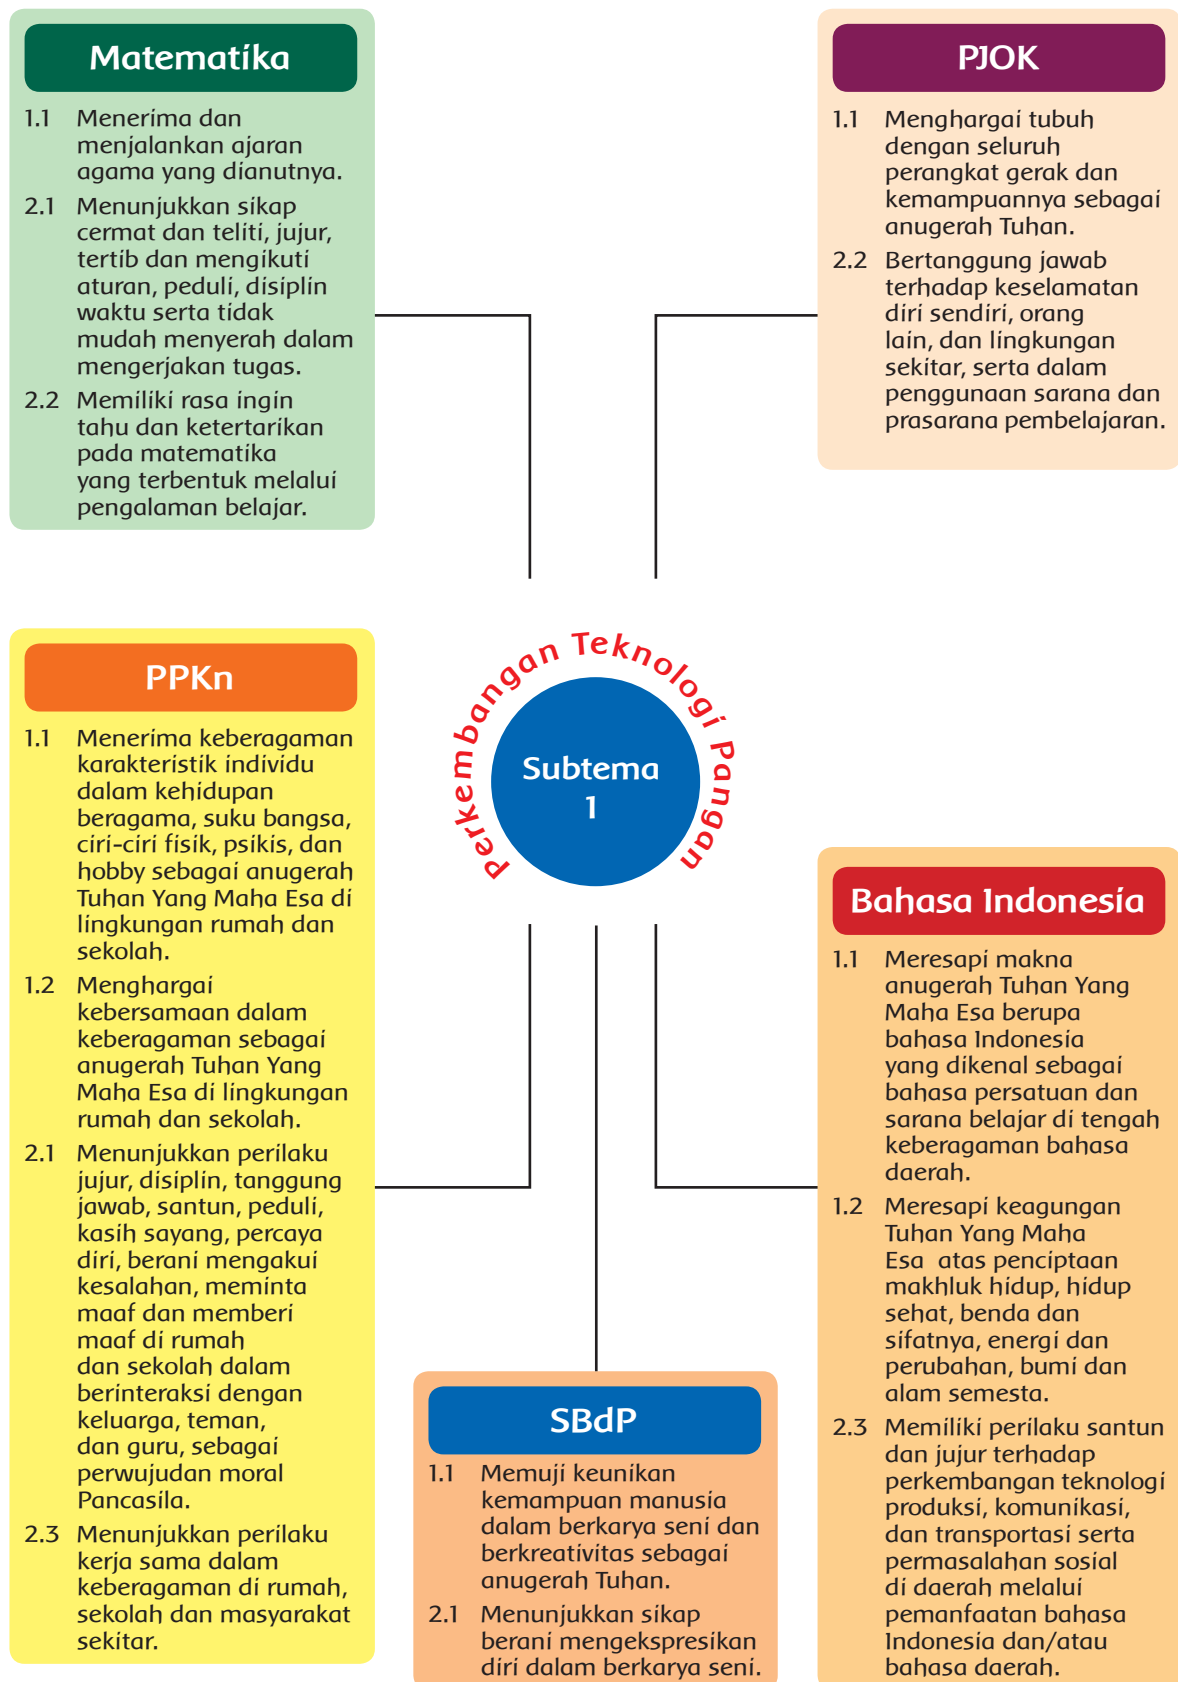 Matematika
1.1 Menerima dan
menjalankan ajaran
agama yang dianutnya.
2.1 Menunjukkan sikap
cermat dan teliti, jujur,
tertib dan mengikuti
aturan, peduli, disiplin
waktu serta tidak
mudah menyerah dalam
mengerjakan tugas.
2.2 Memiliki rasa ingin
tahu dan ketertarikan
pada matematika
yang terbentuk melalui
pengalaman belajar.
PJOK
1.1 Menghargai tubuh
dengan seluruh
perangkat gerak dan
kemampuannya sebagai
anugerah Tuhan.
2.2 Bertanggung jawab
terhadap keselamatan
diri sendiri, orang
lain, dan lingkungan
sekitar, serta dalam
penggunaan sarana dan
prasarana pembelajaran.
Perkembangan Teknologi Pangan
Subtema
1
PPKn
1.1 Menerima keberagaman
karakteristik individu
dalam kehidupan
beragama, suku bangsa,
ciri-ciri fisik, psikis, dan
hobby sebagai anugerah
Tuhan Yang Maha Esa di
lingkungan rumah dan
sekolah.
1.2 Menghargai
kebersamaan dalam
keberagaman sebagai
anugerah Tuhan Yang
Maha Esa di lingkungan
rumah dan sekolah.
2.1 Menunjukkan perilaku
jujur, disiplin, tanggung
jawab, santun, peduli,
kasih sayang, percaya
diri, berani mengakui
kesalahan, meminta
maaf dan memberi
maaf di rumah
dan sekolah dalam
berinteraksi dengan
keluarga, teman,
dan guru, sebagai
perwujudan moral
Pancasila.
2.3 Menunjukkan perilaku
kerja sama dalam
keberagaman di rumah,
sekolah dan masyarakat
sekitar.
SBdP
1.1 Memuji keunikan
kemampuan manusia
dalam berkarya seni dan
berkreativitas sebagai
anugerah Tuhan.
2.1 Menunjukkan sikap
berani mengekspresikan
diri dalam berkarya seni.
Bahasa Indonesia
1.1 Meresapi makna
anugerah Tuhan Yang
Maha Esa berupa
bahasa Indonesia
yang dikenal sebagai
bahasa persatuan dan
sarana belajar di tengah
keberagaman bahasa
daerah.
1.2 Meresapi keagungan
Tuhan Yang Maha
Esa atas penciptaan
makhluk hidup, hidup
sehat, benda dan
sifatnya, energi dan
perubahan, bumi dan
alam semesta.
2.3 Memiliki perilaku santun
dan jujur terhadap
perkembangan teknologi
produksi, komunikasi,
dan transportasi serta
permasalahan sosial
di daerah melalui
pemanfaatan bahasa
Indonesia dan/atau
bahasa daerah.